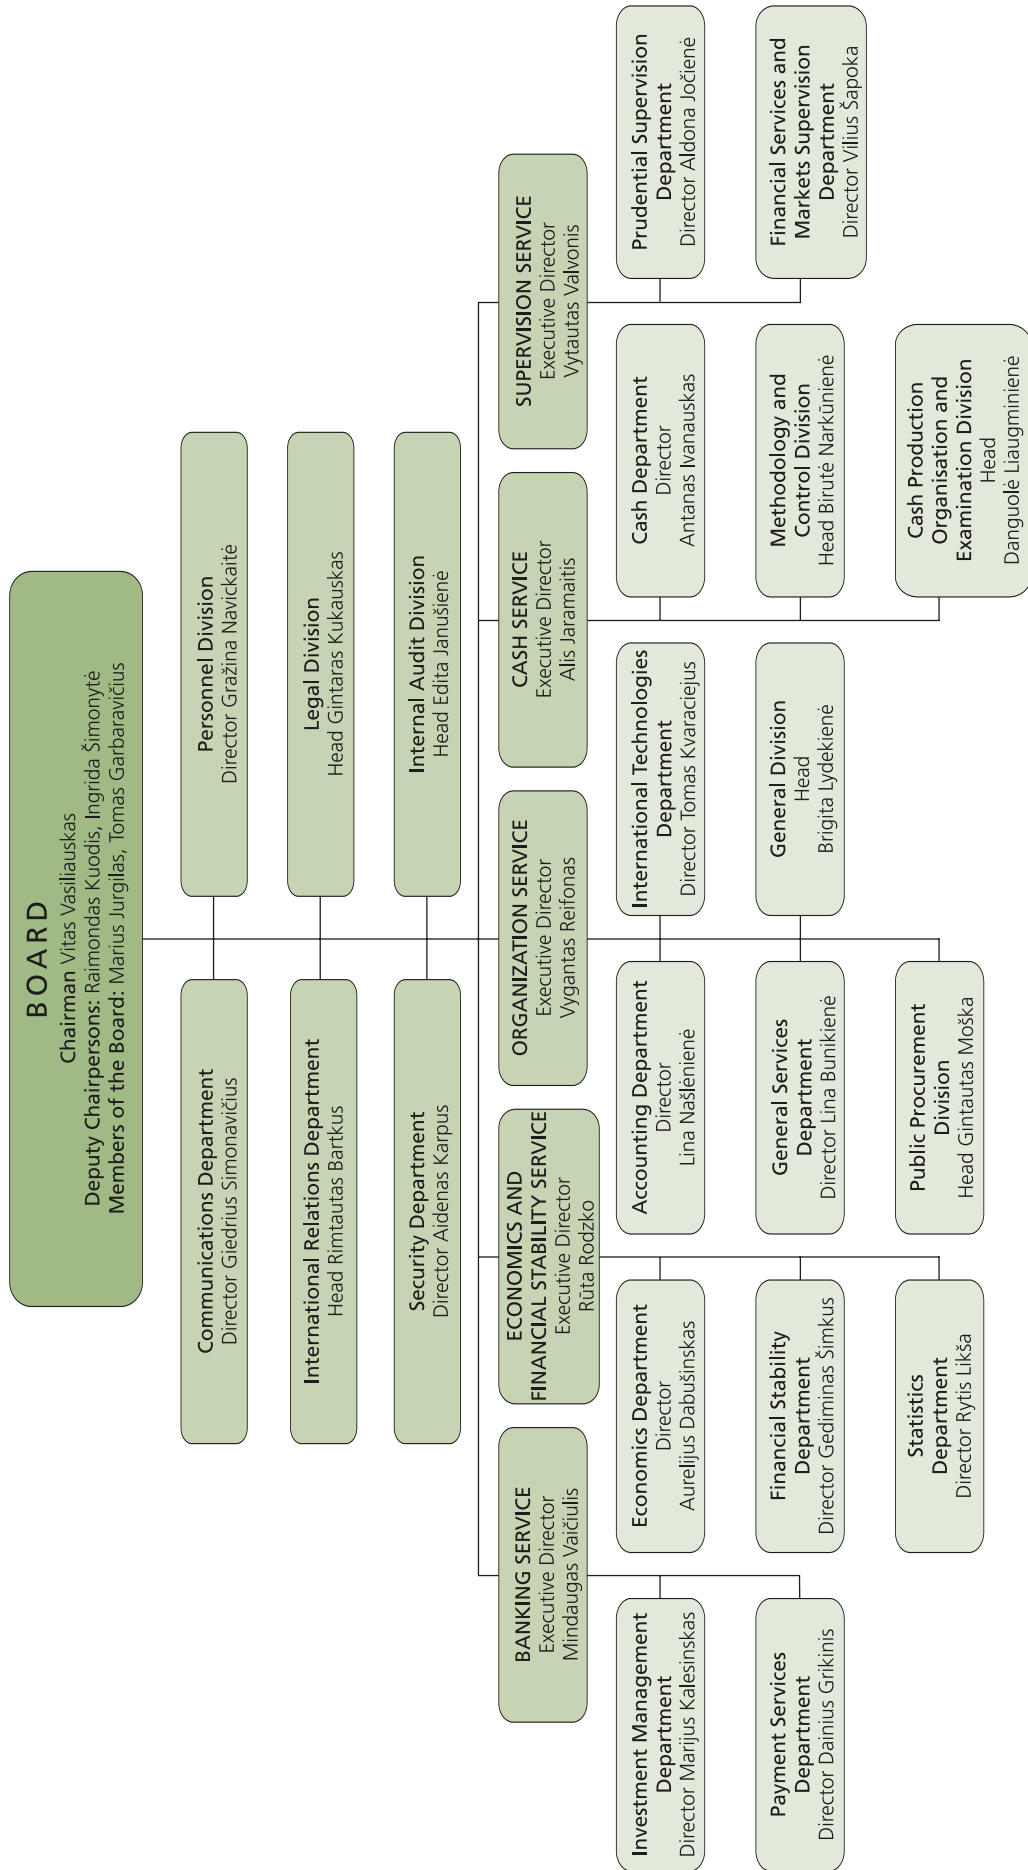 BOARD
Chairman Vitas Vasiliauskas
Deputy Chairpersons: Raimondas Kuodis, Ingrida Šimonytė
Members of the Board: Marius Jurgilas, Tomas Garbaravičius
Communications Department
Director Giedrius Simonavičius
Personnel Division
Director Gražina Navickaitė
International Relations Department
Head Rimtautas Bartkus
Legal Division
Head Gintaras Kukauskas
Security Department
Director Aidenas Karpus
Internal Audit Division
Head Edita Janušienė
BANKING SERVICE
Executive Director
Mindaugas Vaičiulis
ECONOMICS AND
FINANCIAL STABILITY SERVICE
Executive Director
Rūta Rodzko
ORGANIZATION SERVICE
Executive Director
Vygantas Reifonas
CASH SERVICE
Executive Director
Alis Jaramaitis
SUPERVISION SERVICE
Executive Director
Vytautas Valvonis
Investment Management
Department
Director Marijus Kalesinskas
Economics Department
Director
Aurelijus Dabušinskas
Accounting Department
Director
Lina Našlėnienė
International Technologies
Department
Director Tomas Kvaraciejus
Cash Department
Director
Antanas Ivanauskas
Prudential Supervision
Department
Director Aldona Jočienė
Payment Services
Department
Director Dainius Grikinis
Financial Stability
Department
Director Gediminas Šimkus
General Services
Department
Director Lina Bunikienė
General Division
Head
Brigita Lydekienė
Methodology and
Control Division
Head Birutė Narkūnienė
Financial Services and
Markets Supervision
Department
Director Vilius Šapoka
Statistics
Department
Director Rytis Likša
Public Procurement
Division
Head Gintautas Moška
Cash Production
Organisation and
Examination Division
Head
Danguolė Liaugminienė